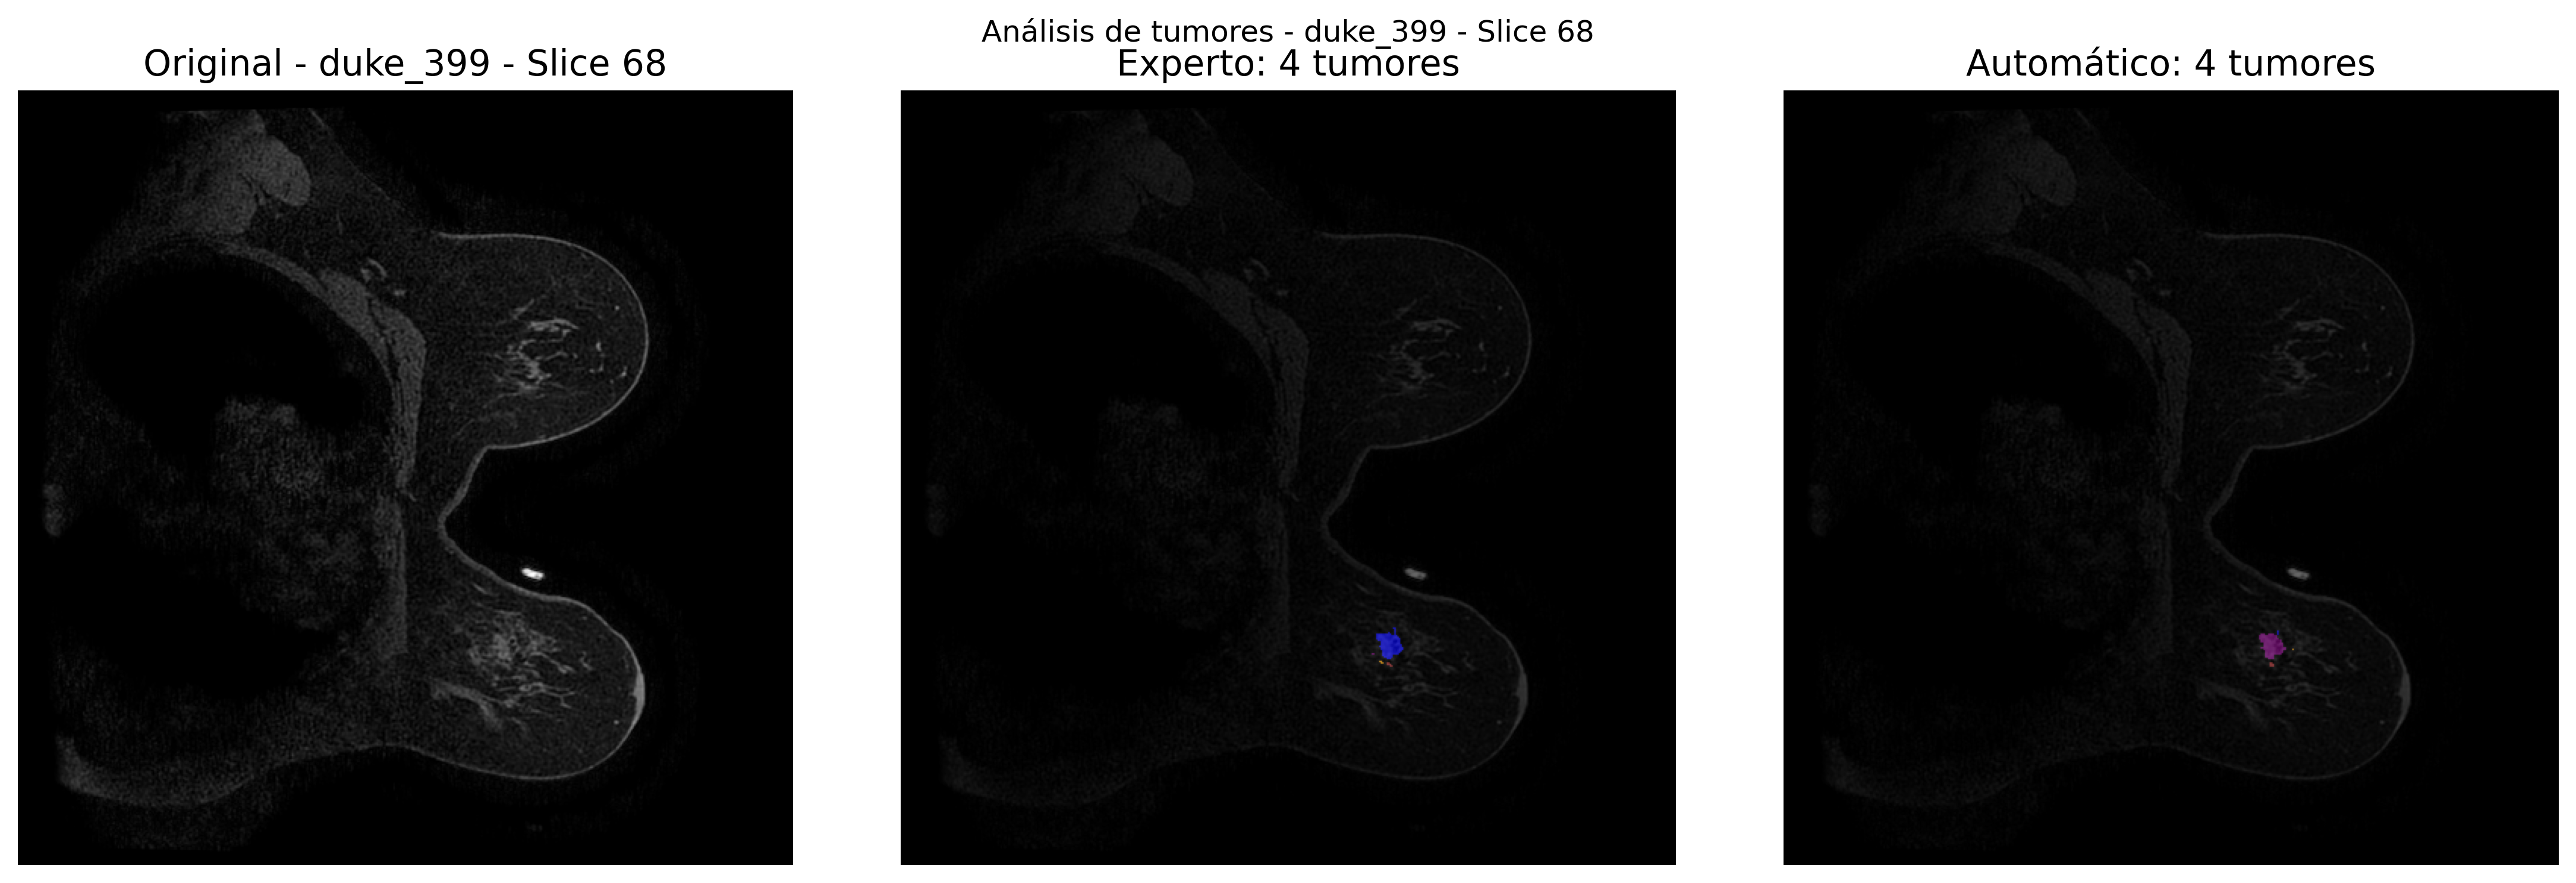 Análisis de tumores - duke_399 - Slice 68
Original - duke_399 - Slice 68
Experto: 4 tumores
Automático: 4 tumores